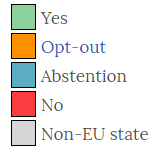 Yes
Opt-out
Abstention
No
Non-EU state